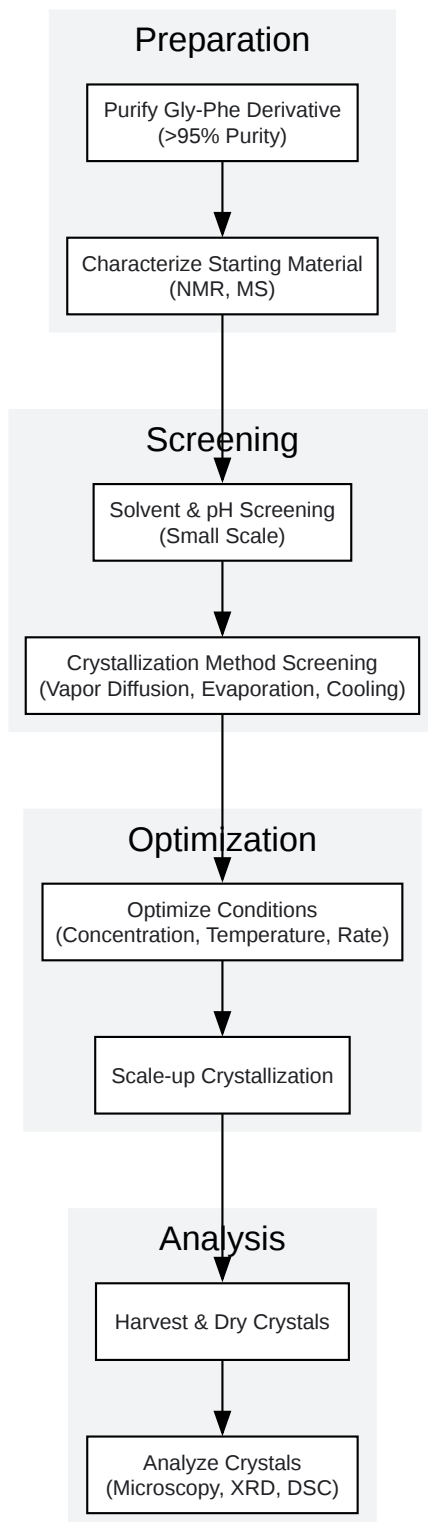 Preparation
Purify Gly-Phe Derivative
(>95% Purity)
Characterize Starting Material
(NMR, MS)
Screening
Solvent & pH Screening
(Small Scale)
Crystallization Method Screening
(Vapor Diffusion, Evaporation, Cooling)
Optimization
Optimize Conditions
(Concentration, Temperature, Rate)
Scale-up Crystallization
Analysis
Harvest & Dry Crystals
Analyze Crystals
(Microscopy, XRD, DSC)